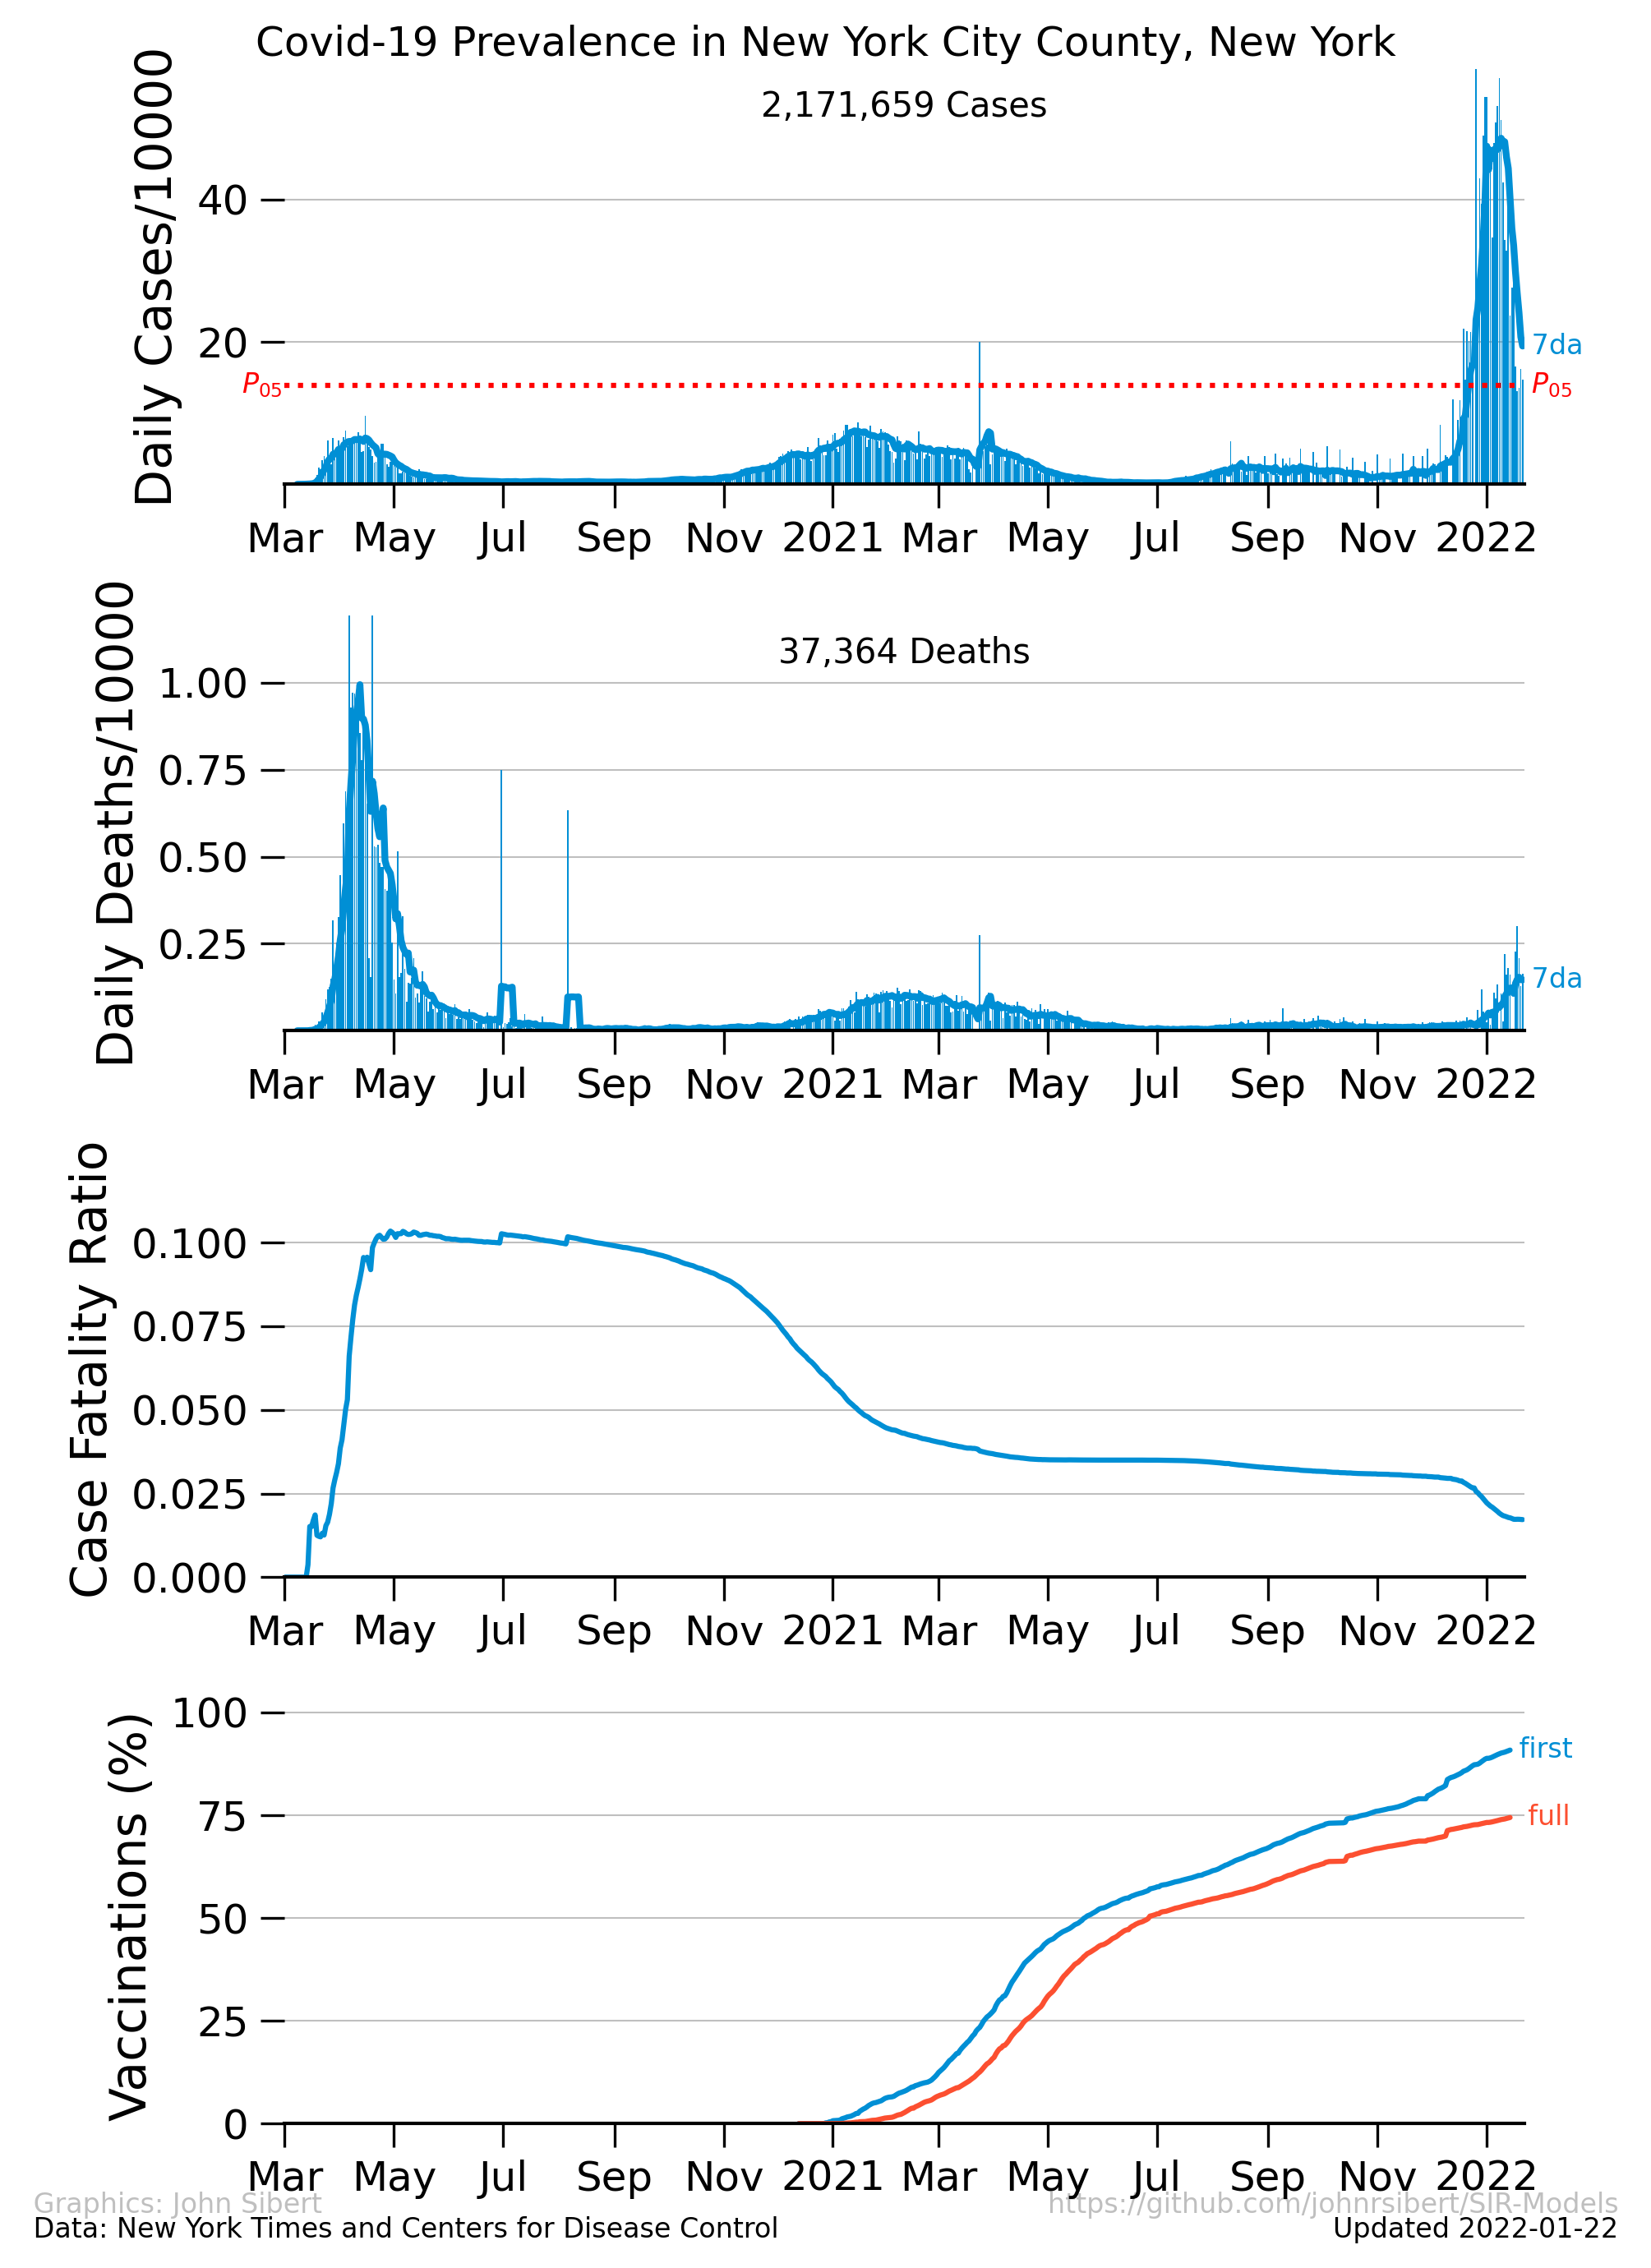 Covid-19 Prevalence in New York City County, New York
2,171,659 Cases
Daily Cases/10000
40
20
P05
7da
P05
Mar May Jul Sep Nov 2021 Mar May Jul Sep Nov 2022
37,364 Deaths
Daily Deaths/10000
1.00
0.75
0.50
0.25
7da
Mar May Jul Sep Nov 2021 Mar May Jul Sep Nov 2022
Case Fatality Ratio
0.100
0.075
0.050
0.025
0.000
Mar May Jul Sep Nov 2021 Mar May Jul Sep Nov 2022
Vaccinations (%)
100
75
50
25
0
first
full
Mar May Jul Sep Nov 2021 Mar May Jul Sep Nov 2022
Graphics: John Sibert
https://github.com/johnrsibert/SIR-Models
Data: New York Times and Centers for Disease Control
Updated 2022-01-22